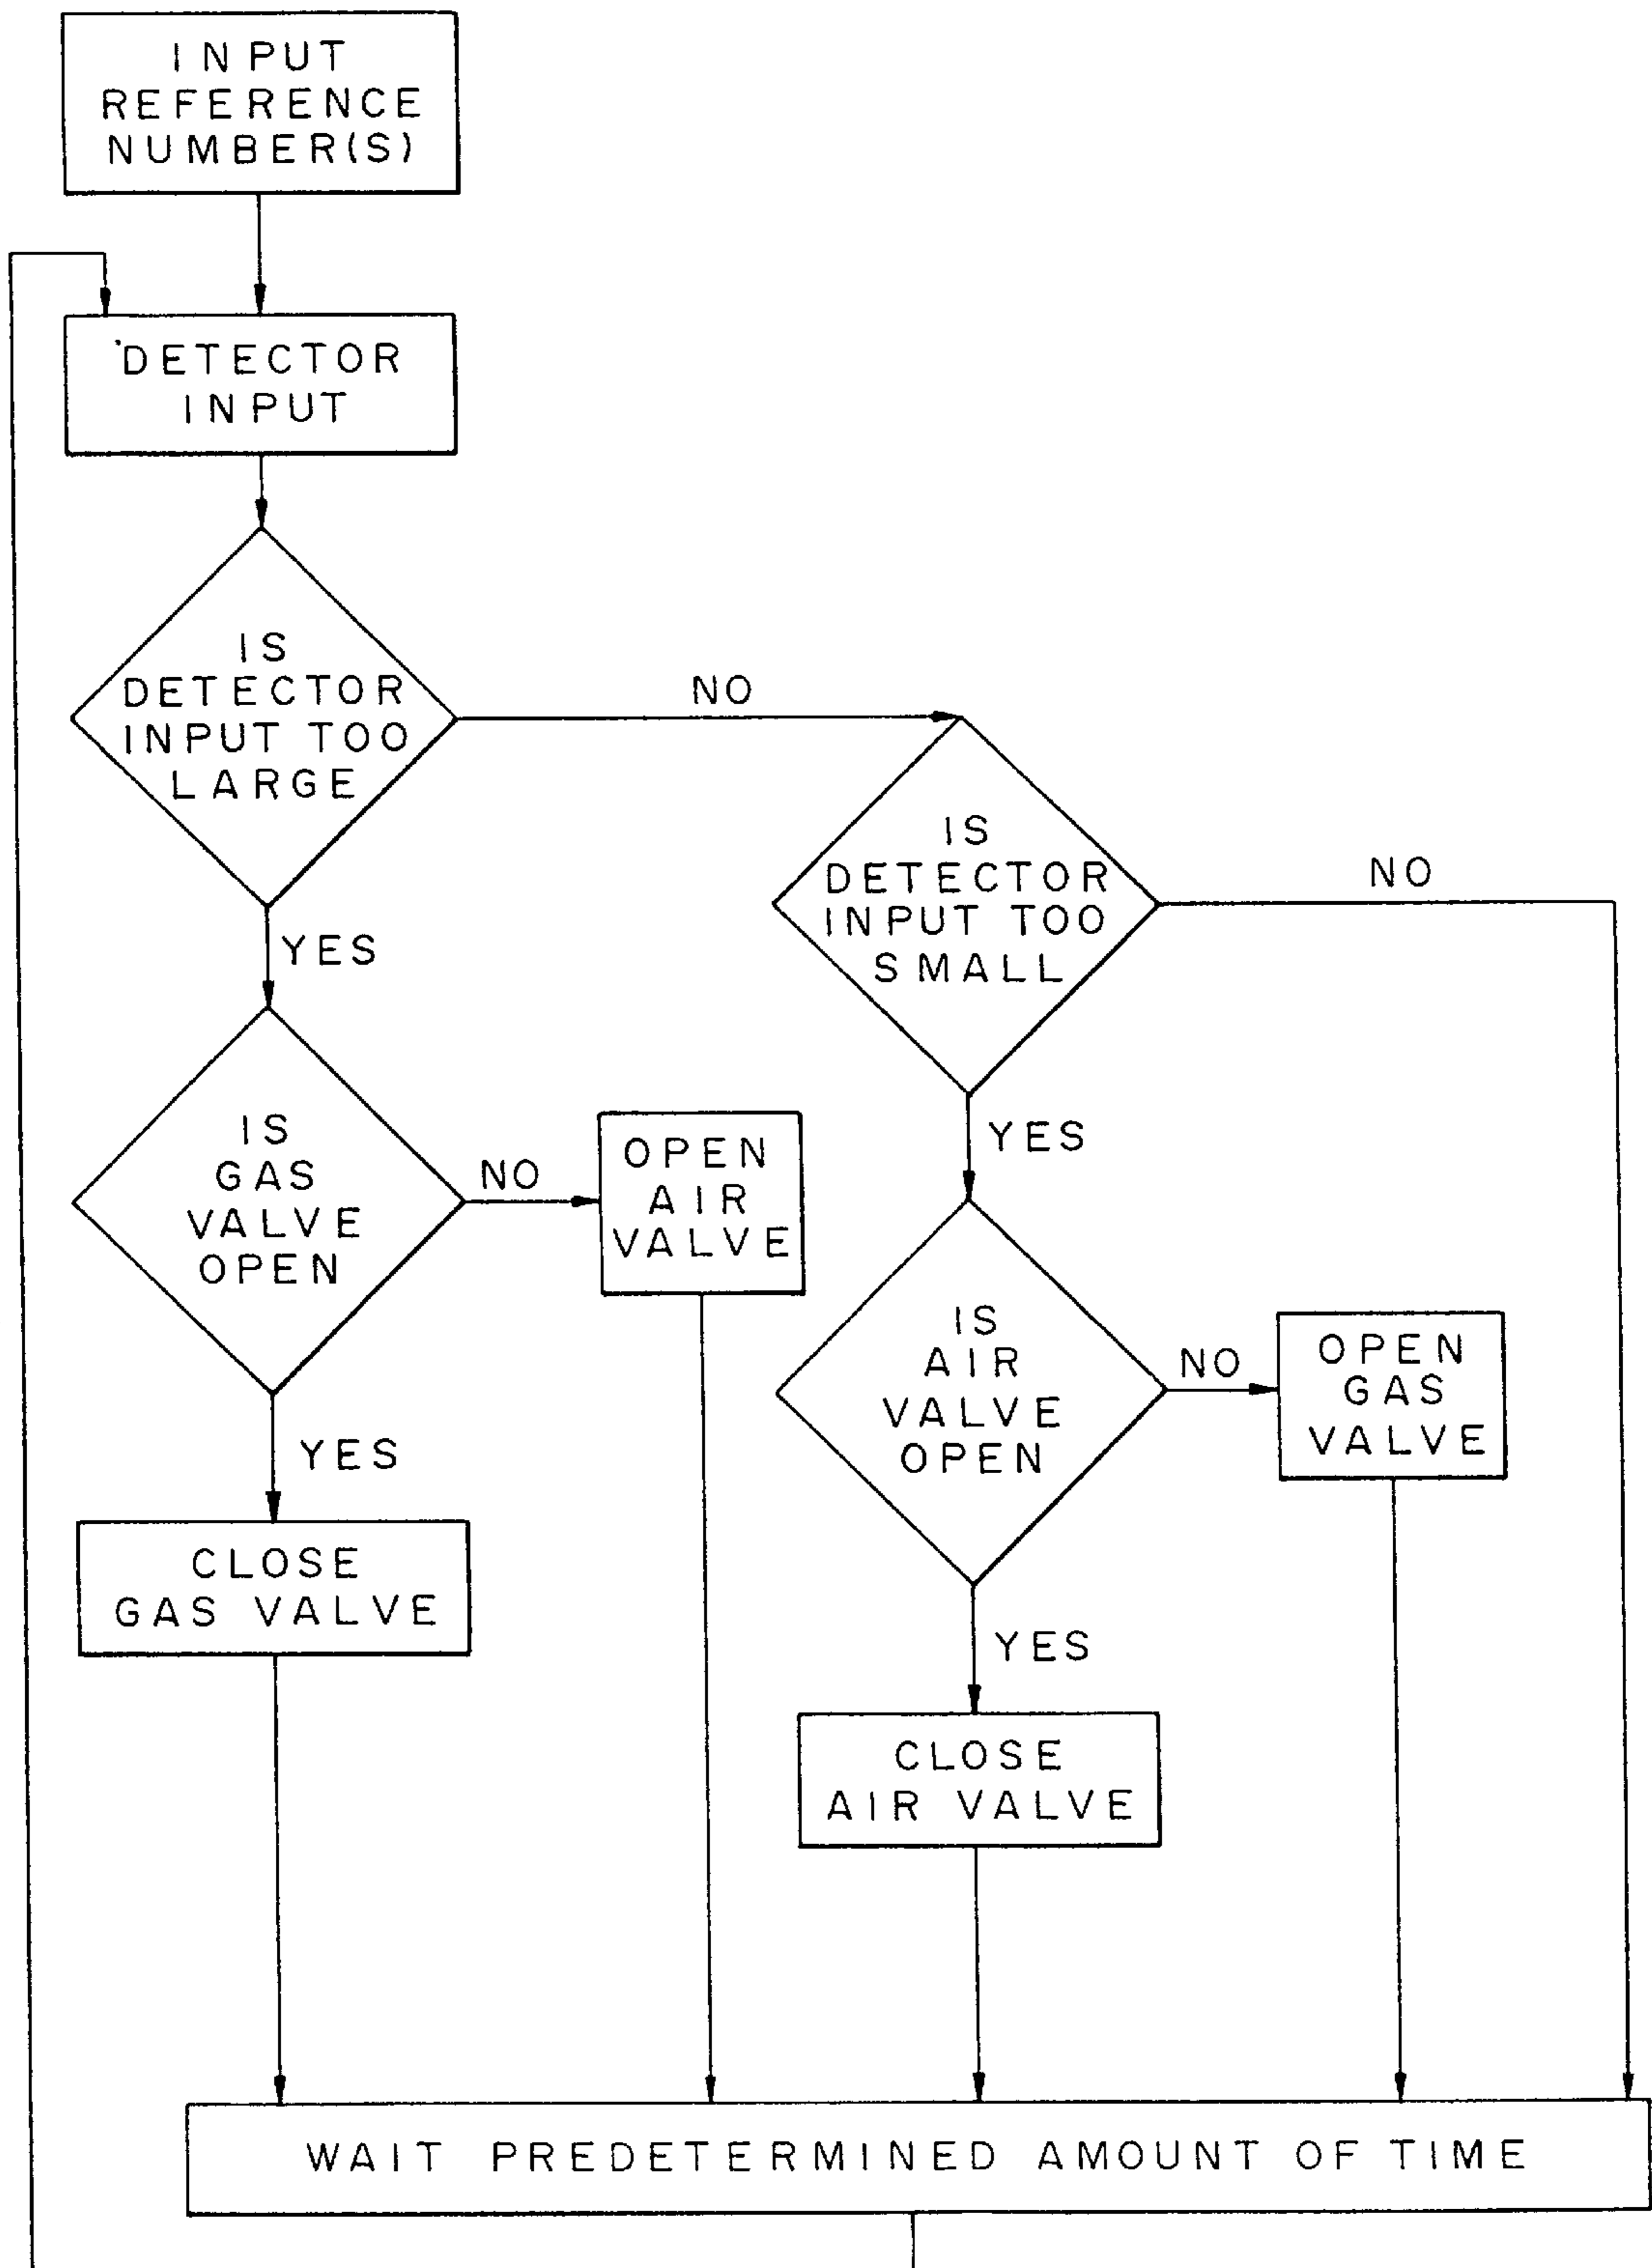 INPUT
REFERENCE
NUMBER(S)
DETECTOR
INPUT
IS
DETECTOR
INPUT TOO
LARGE
NO
IS
DETECTOR
INPUT TOO
SMALL
NO
YES
YES
IS
GAS
VALVE
OPEN
NO
OPEN
AIR
VALVE
IS
AIR
VALVE
OPEN
NO
OPEN
GAS
VALVE
YES
CLOSE
GAS VALVE
YES
CLOSE
AIR VALVE
WAIT PREDETERMINED AMOUNT OF TIME